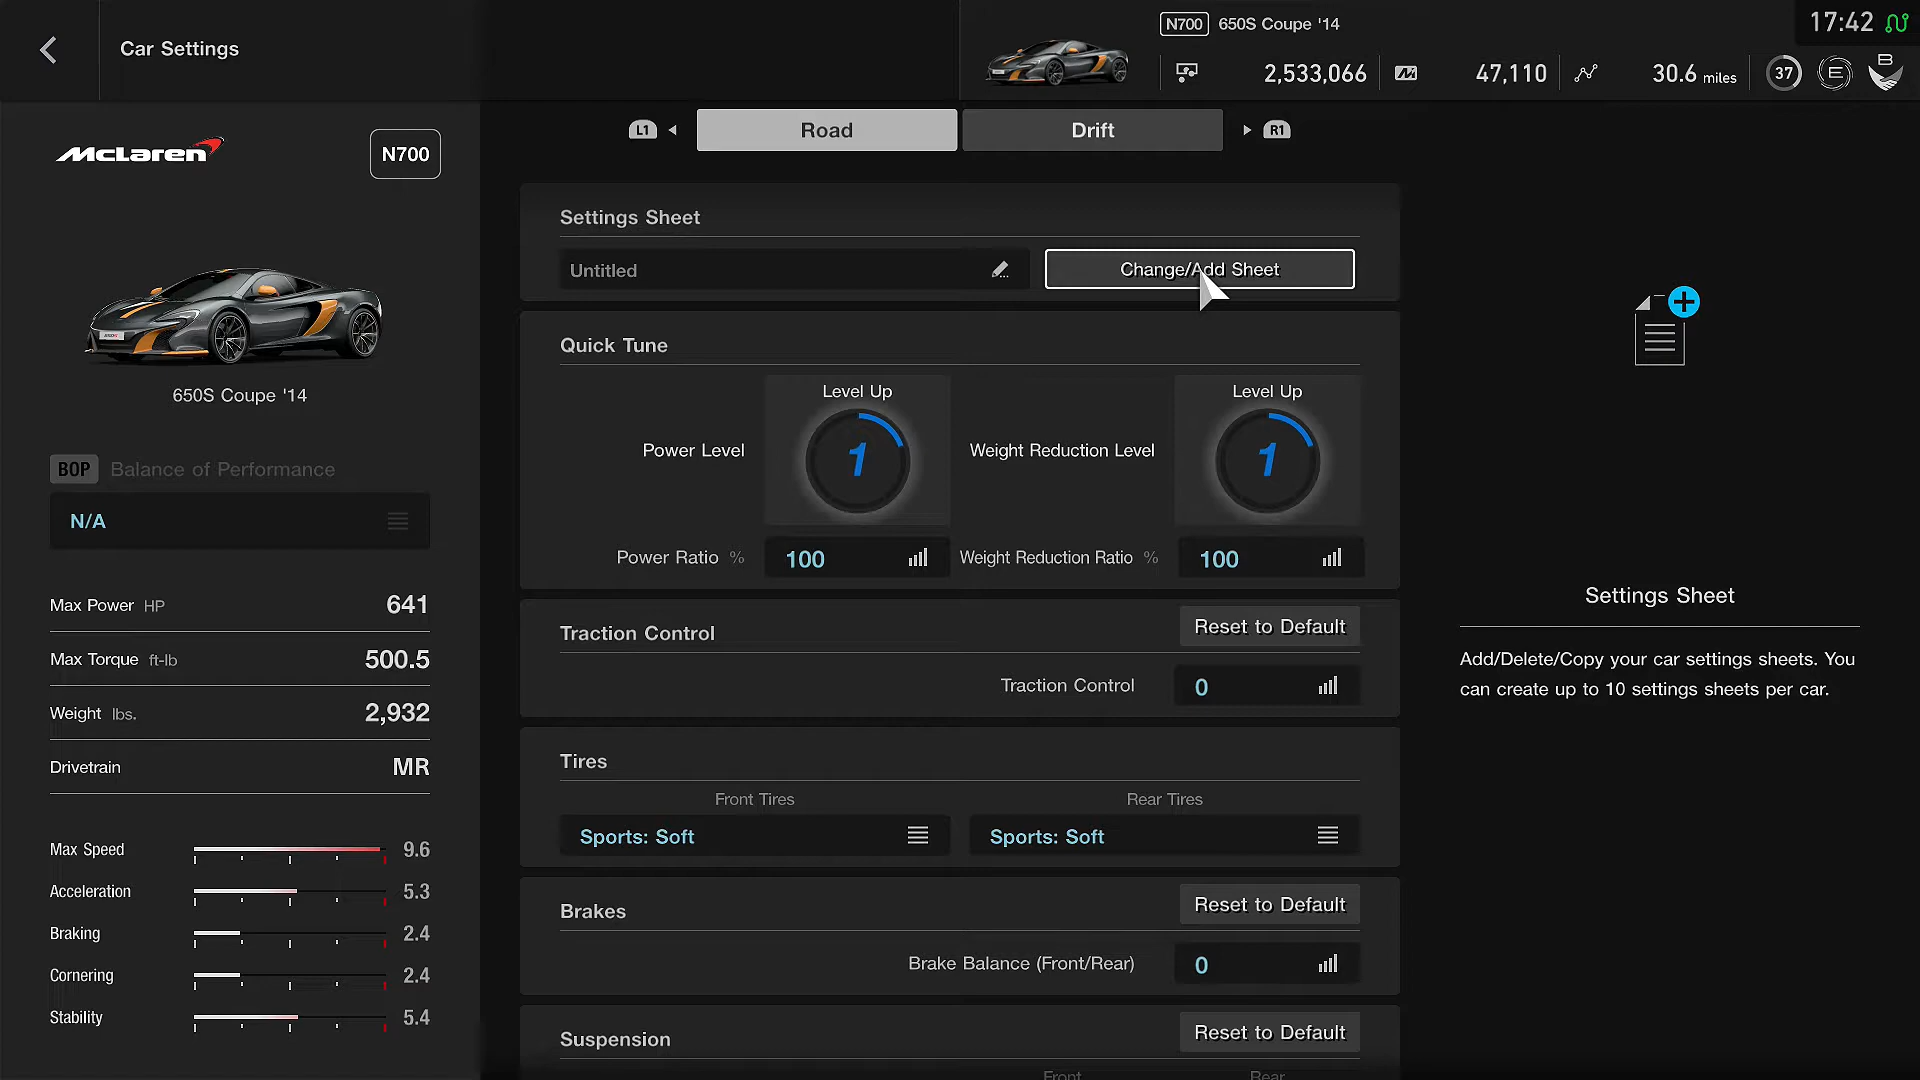 Car Settings
N700 650S Coupe '14
17:42
2,533,066
47,110
30.6 miles
37
E
B
L1
Road
Drift
R1
McLaren
N700
650S Coupe '14
BOP Balance of Performance
N/A
Max Power HP 641
Max Torque ft-lb 500.5
Weight lbs. 2,932
Drivetrain MR
Max Speed 9.6
Acceleration 5.3
Braking 2.4
Cornering 2.4
Stability 5.4
Settings Sheet
Untitled
Change/Add Sheet
Quick Tune
Power Level
Level Up
1
Weight Reduction Level
Level Up
1
Power Ratio % 100
Weight Reduction Ratio % 100
Traction Control
Reset to Default
Traction Control 0
Tires
Front Tires
Rear Tires
Sports: Soft
Sports: Soft
Brakes
Reset to Default
Brake Balance (Front/Rear) 0
Suspension
Reset to Default
Front
Rear
Settings Sheet
Add/Delete/Copy your car settings sheets. You
can create up to 10 settings sheets per car.